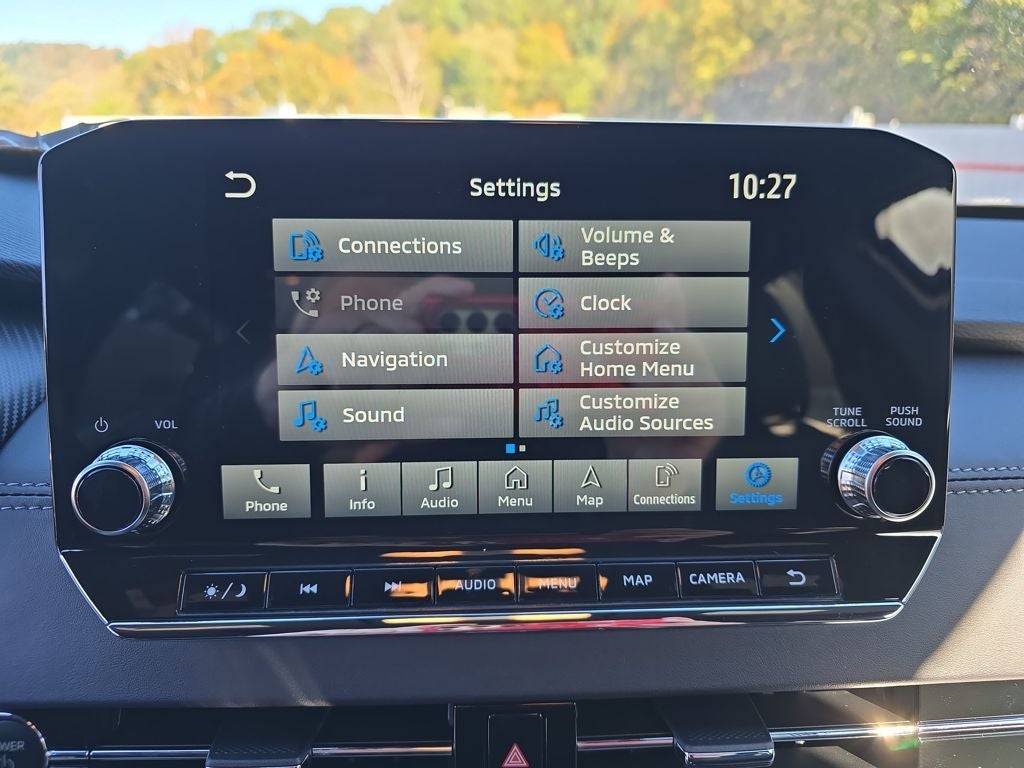 Settings
10:27
Connections
Volume &
Beeps
Phone
Clock
Navigation
Customize
Home Menu
Sound
Customize
Audio Sources
VOL
TUNE
SCROLL
PUSH
SOUND
Phone
Info
Audio
Menu
Map
Connections
Settings
AUDIO
MENU
MAP
CAMERA